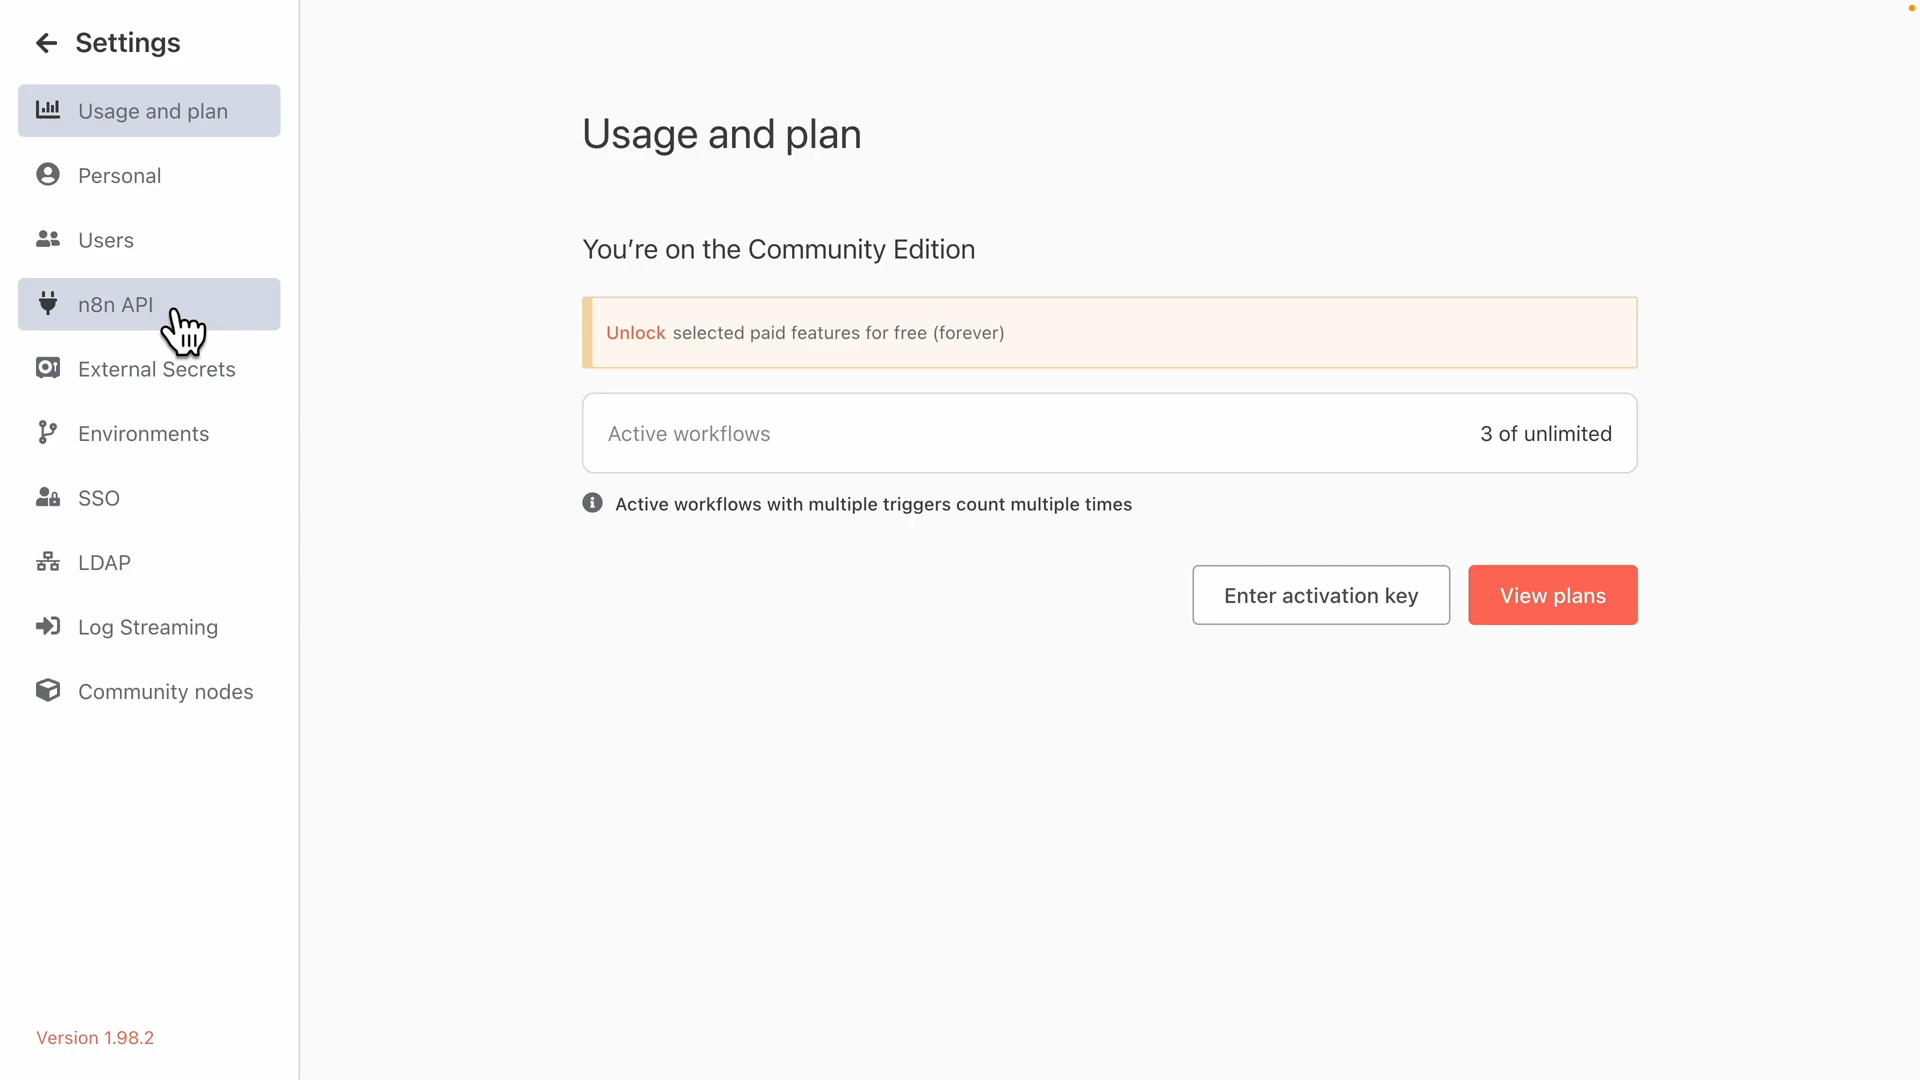 Settings
Usage and plan
Personal
Users
n8n API
External Secrets
Environments
SSO
LDAP
Log Streaming
Community nodes
Version 1.98.2
Usage and plan
You're on the Community Edition
Unlock selected paid features for free (forever)
Active workflows 3 of unlimited
Active workflows with multiple triggers count multiple times
Enter activation key View plans